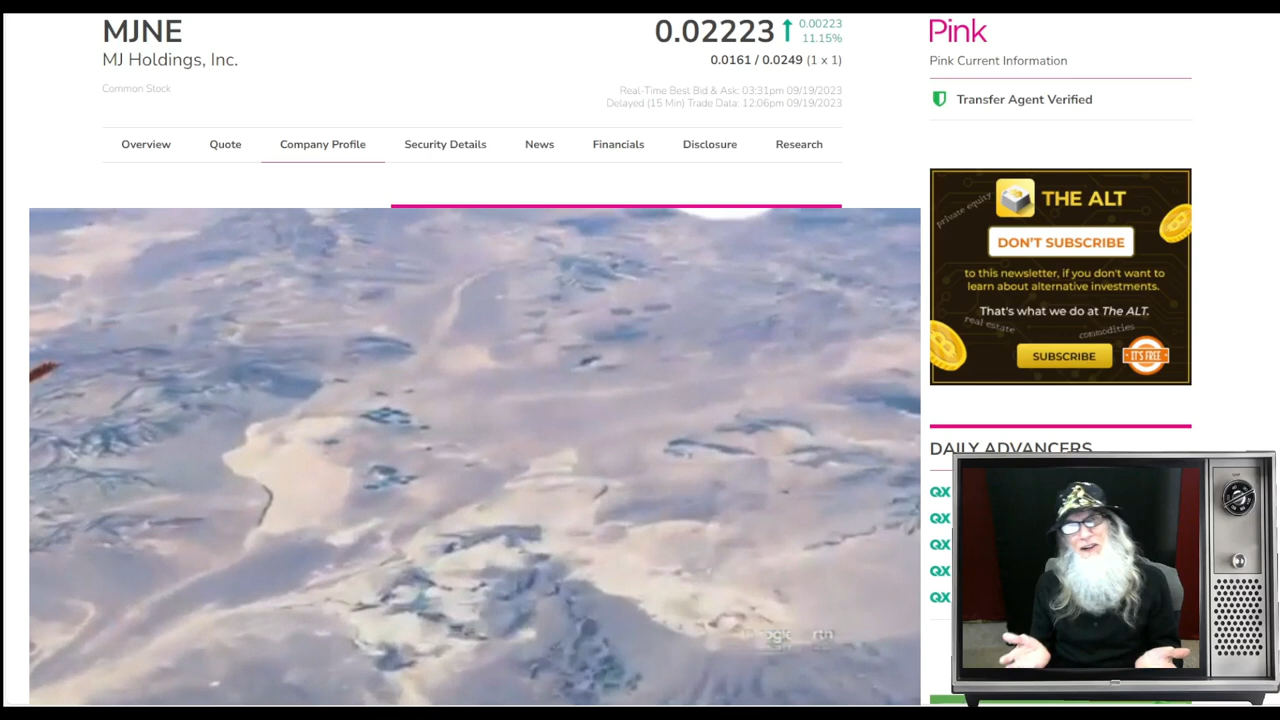 MJNE
MJ Holdings, Inc.
Common Stock
0.02223
0.00223
11.15%
0.0161 / 0.0249 (1 x 1)
Real-Time Best Bid & Ask: 03:31pm 09/19/2023
Delayed (15 Min) Trade Data: 12:06pm 09/19/2023
Overview Quote Company Profile Security Details News Financials Disclosure Research
Pink
Pink Current Information
Transfer Agent Verified
private equity
THE ALT
DON'T SUBSCRIBE
to this newsletter, if you don't want to
learn about alternative investments.
That's what we do at The ALT.
real estate
commodities
SUBSCRIBE
IT'S FREE
DAILY ADVANCERS
QX
QX
QX
QX
QX